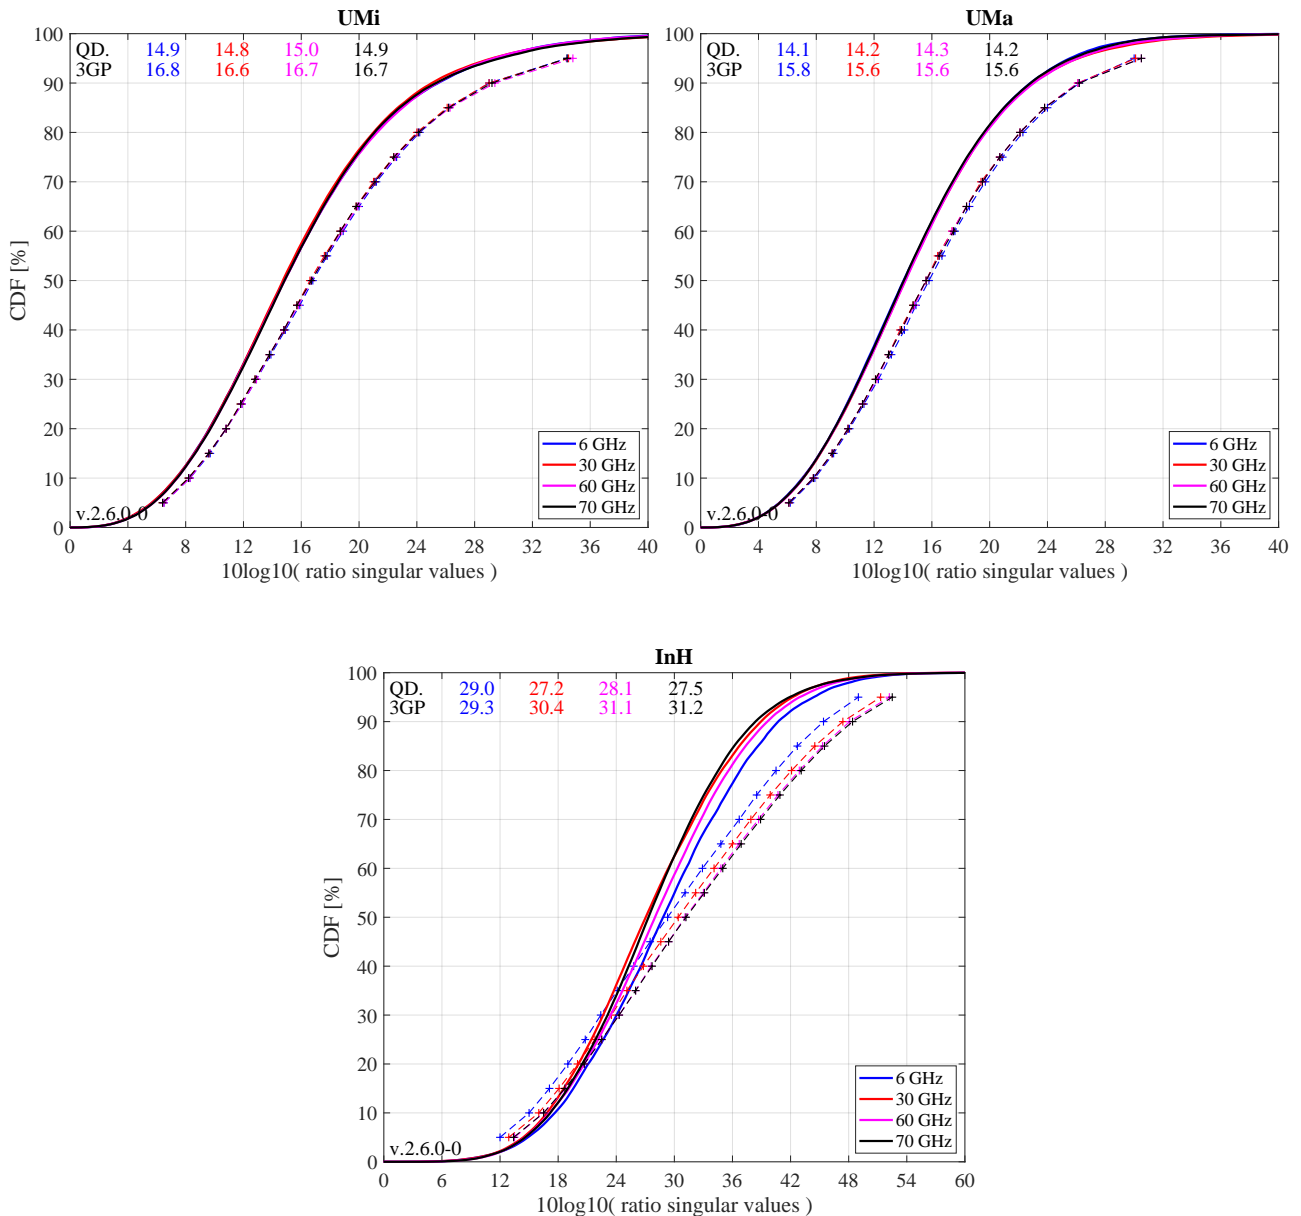 UMi
QD. 14.9 14.8 15.0 14.9
3GP 16.8 16.6 16.7 16.7
100
90
80
70
60
50
40
30
20
10
0
CDF [%]
v.2.6.0-0
6 GHz
30 GHz
60 GHz
70 GHz
0 4 8 12 16 20 24 28 32 36 40
10log10( ratio singular values )
UMa
QD. 14.1 14.2 14.3 14.2
3GP 15.8 15.6 15.6 15.6
100
90
80
70
60
50
40
30
20
10
0
v.2.6.0-0
6 GHz
30 GHz
60 GHz
70 GHz
0 4 8 12 16 20 24 28 32 36 40
10log10( ratio singular values )
InH
QD. 29.0 27.2 28.1 27.5
3GP 29.3 30.4 31.1 31.2
100
90
80
70
60
50
40
30
20
10
0
CDF [%]
v.2.6.0-0
6 GHz
30 GHz
60 GHz
70 GHz
0 6 12 18 24 30 36 42 48 54 60
10log10( ratio singular values )